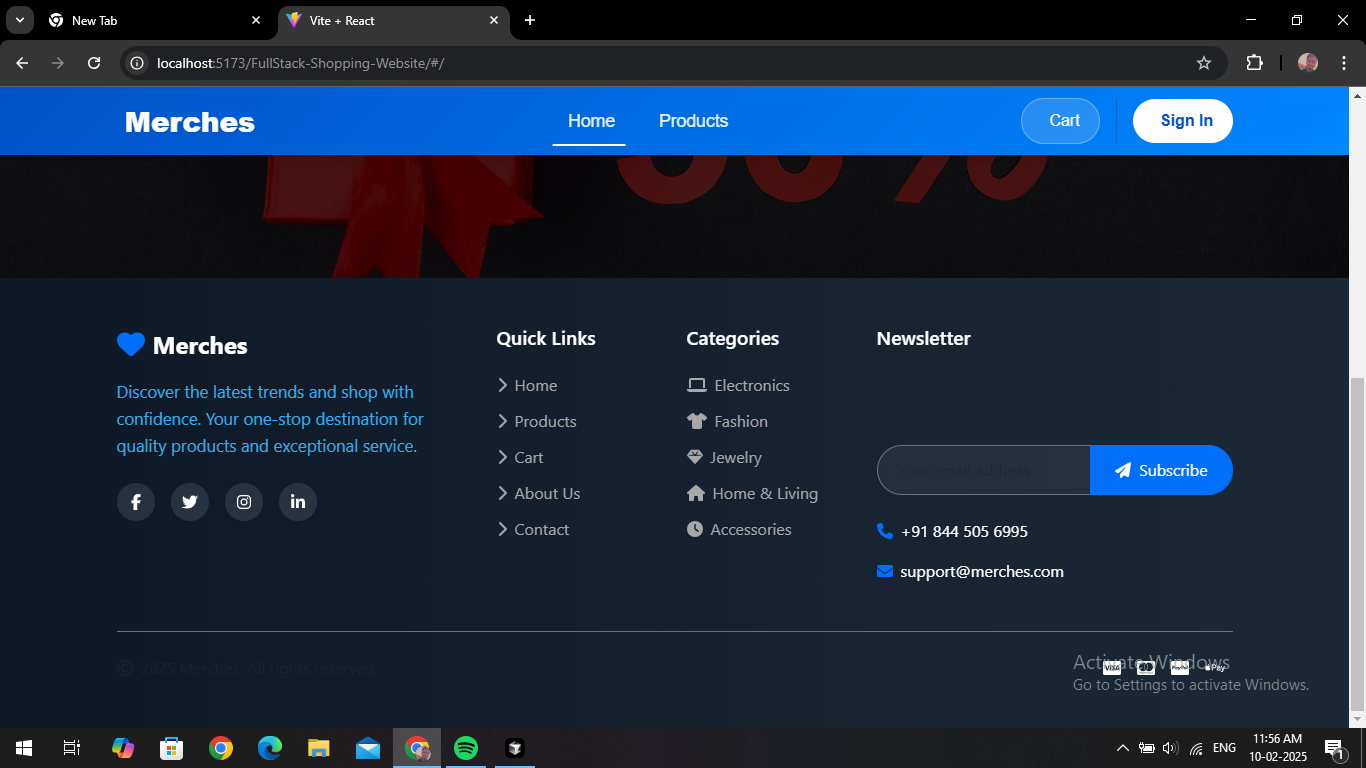 New Tab
Vite + React
localhost:5173/FullStack-Shopping-Website/#/
Merches
Home
Products
Cart
Sign In
Merches
Discover the latest trends and shop with
confidence. Your one-stop destination for
quality products and exceptional service.
Quick Links
Home
Products
Cart
About Us
Contact
Categories
Electronics
Fashion
Jewelry
Home & Living
Accessories
Newsletter
Your email address
Subscribe
+91 844 505 6995
support@merches.com
© 2025 Merches. All rights reserved.
VISA
PayPal
Pay
Activate Windows
Go to Settings to activate Windows.
ENG
11:56 AM
10-02-2025
1